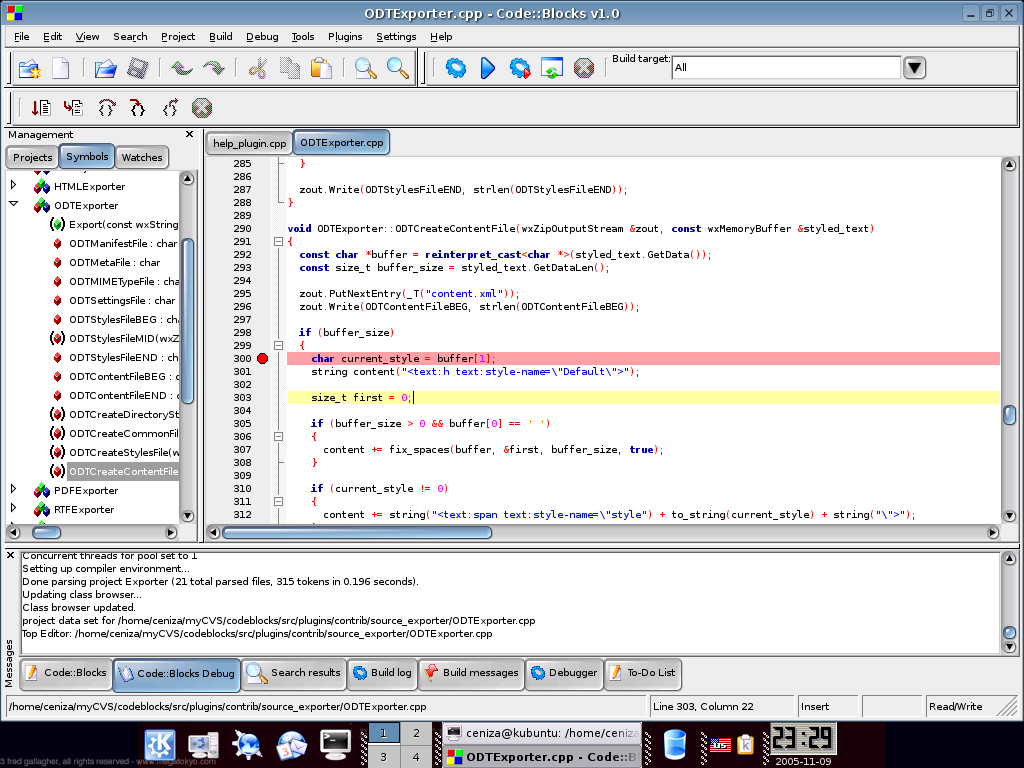 ODTExporter.cpp - Code::Blocks v1.0
File Edit View Search Project Build Debug Tools Plugins Settings Help
Build target: All
Management
Projects Symbols Watches
HTMLExporter
ODTExporter
Export(const wxString
ODTManifestFile : char
ODTMetaFile : char
ODTMIMETypeFile : cha
ODTSettingsFile : char
ODTStylesFileBEG : c
ODTStylesFileMID(wxZ
ODTStylesFileEND : ch
ODTContentFileBEG :
ODTContentFileEND :
ODTCreateDirectorySt
ODTCreateCommonFil
ODTCreateStylesFile(w
ODTCreateContentFile
PDFExporter
RTFExporter
help_plugin.cpp ODTExporter.cpp
285 }
286
287 zout.Write(ODTStylesFileEND, strlen(ODTStylesFileEND));
288 }
289
290 void ODTExporter::ODTCreateContentFile(wxZipOutputStream &zout, const wxMemoryBuffer &styled_text)
291 {
292 const char *buffer = reinterpret_cast<char *>(styled_text.GetData());
293 const size_t buffer_size = styled_text.GetDataLen();
294
295 zout.PutNextEntry(_T("content.xml"));
296 zout.Write(ODTContentFileBEG, strlen(ODTContentFileBEG));
297
298 if (buffer_size)
299 {
300 char current_style = buffer[1];
301 string content("<text:h text:style-name=\"Default\">");
302
303 size_t first = 0;
304
305 if (buffer_size > 0 && buffer[0] == ' ')
306 {
307 content += fix_spaces(buffer, &first, buffer_size, true);
308 }
309
310 if (current_style != 0)
311 {
312 content += string("<text:span text:style-name=\"style") + to_string(current_style) + string("\">");
Messages
Concurrent threads for pool set to 1
Setting up compiler environment...
Done parsing project Exporter (21 total parsed files, 315 tokens in 0.196 seconds).
Updating class browser...
Class browser updated.
project data set for /home/ceniza/myCVS/codeblocks/src/plugins/contrib/source_exporter/ODTExporter.cpp
Top Editor: /home/ceniza/myCVS/codeblocks/src/plugins/contrib/source_exporter/ODTExporter.cpp
Code::Blocks Code::Blocks Debug Search results Build log Build messages Debugger To-Do List
/home/ceniza/myCVS/codeblocks/src/plugins/contrib/source_exporter/ODTExporter.cpp Line 303, Column 22 Insert Read/Write
1 2 ceniza@kubuntu: /home/ceniza
3 4 ODTExporter.cpp - Code::B
us
23:29
2005-11-09
3 fred gallagher, all rights reserved - www.megatokyo.com